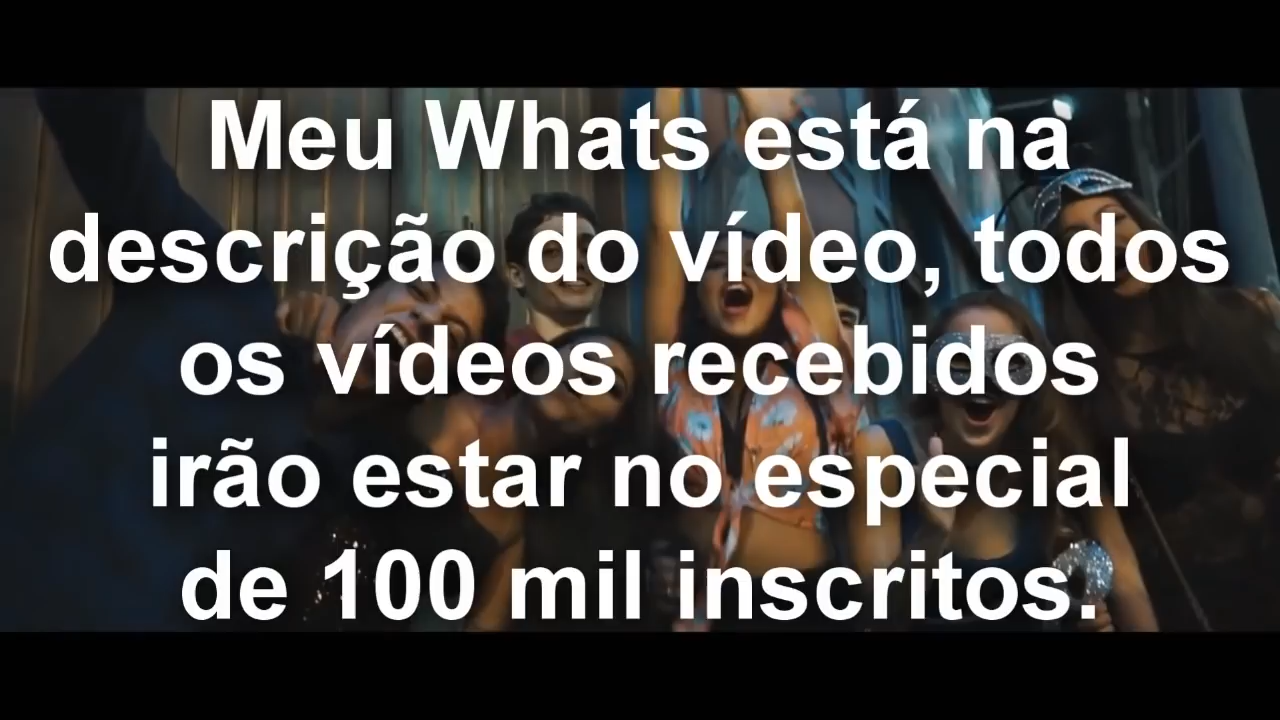 Meu Whats está na
descrição do vídeo, todos
os vídeos recebidos
irão estar no especial
de 100 mil inscritos.